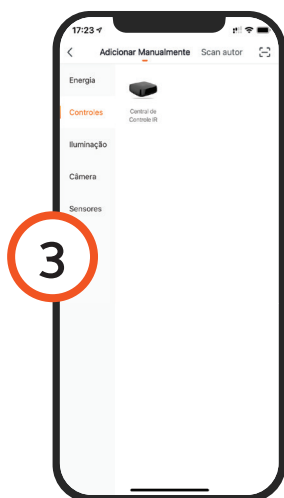 17:23
Adicionar Manualmente Scan autor
Energia
Controles
Central de
Controle IR
Iluminação
Câmera
Sensores
3